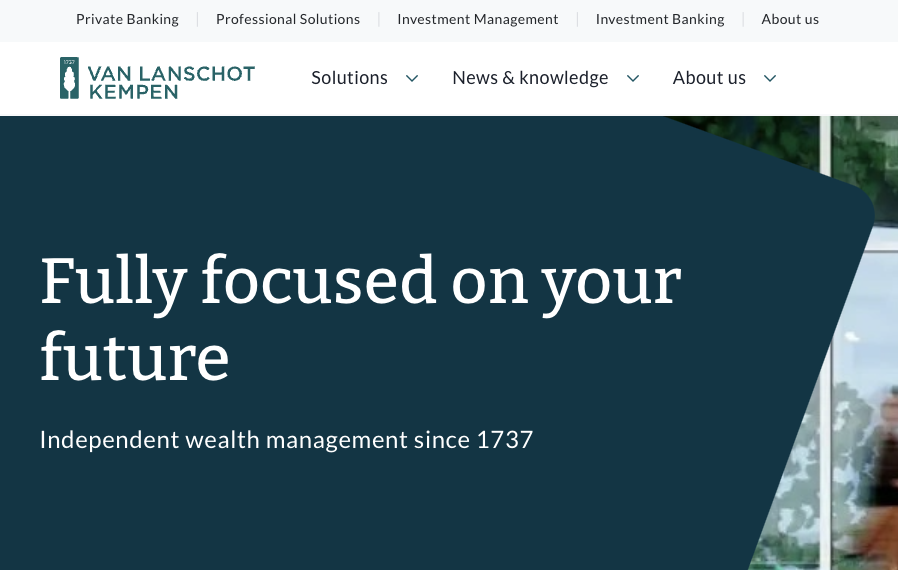 Private Banking
Professional Solutions
Investment Management
Investment Banking
About us
1737
VAN LANSCHOT
KEMPEN
Solutions
News & knowledge
About us
Fully focused on your
future
Independent wealth management since 1737